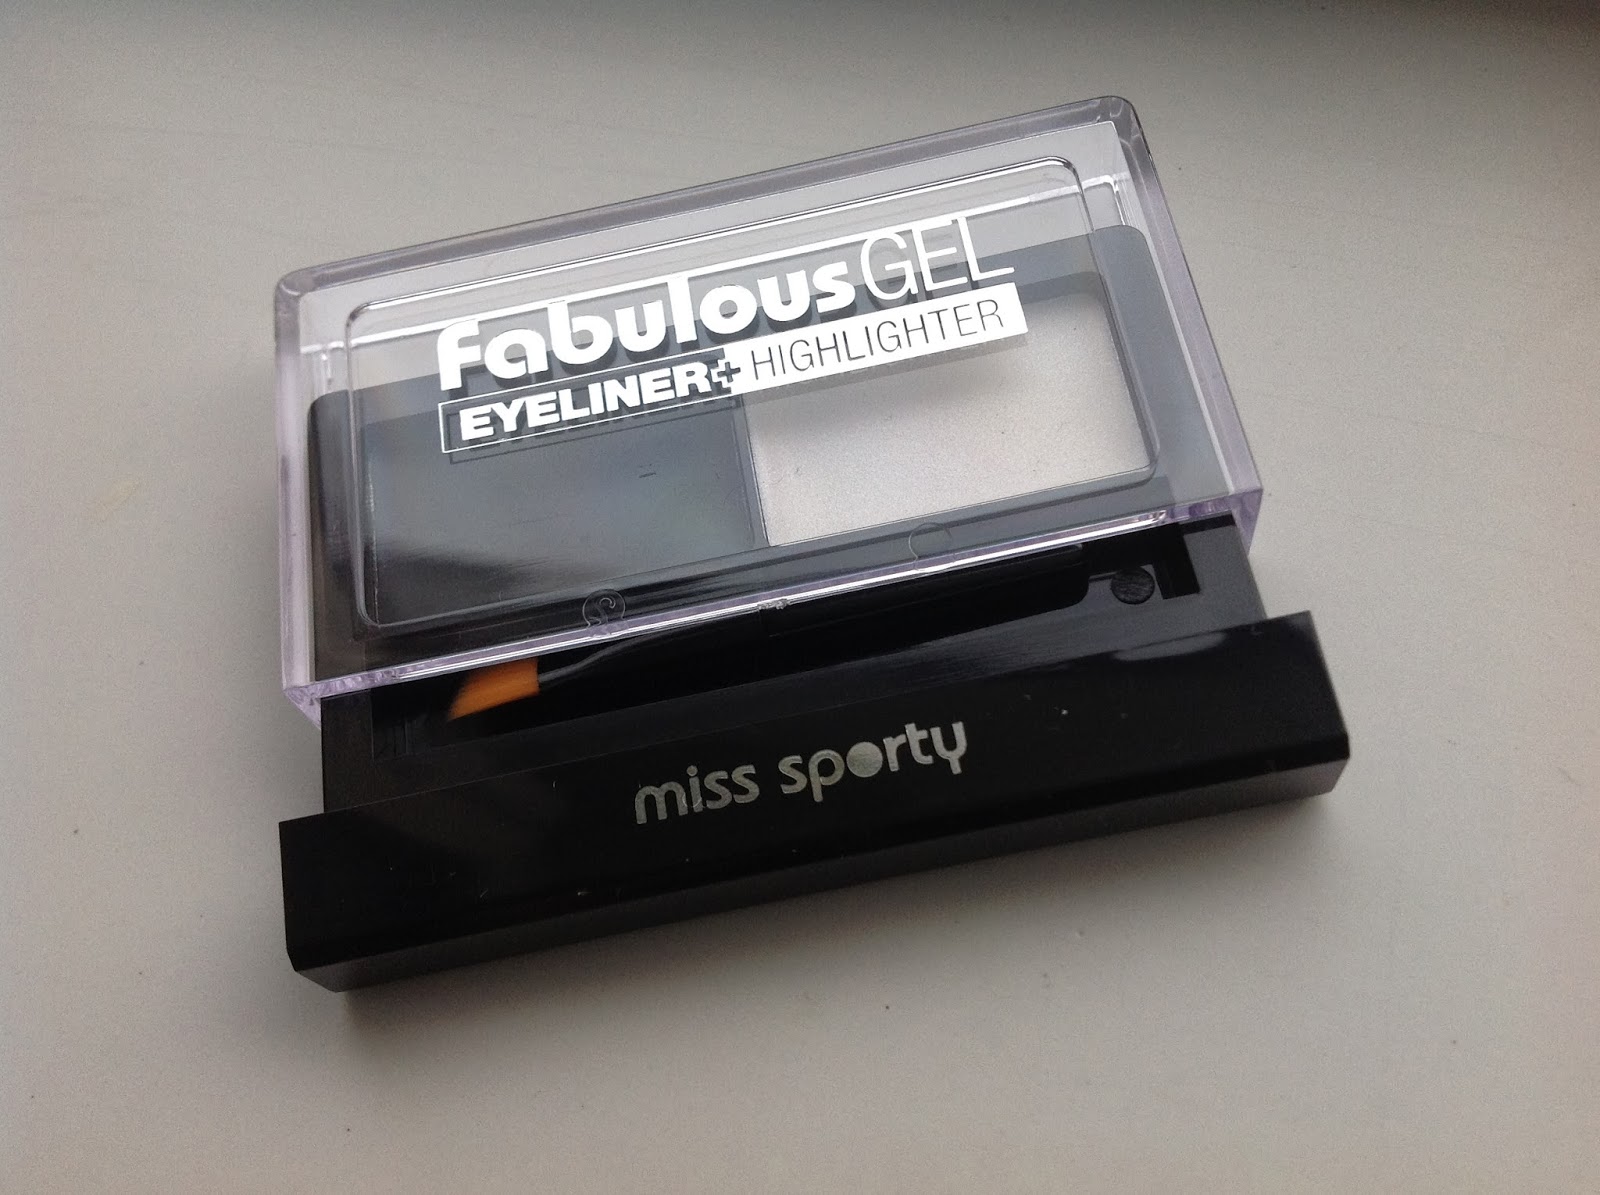 fabulous GEL
EYELINER + HIGHLIGHTER
miss sporty